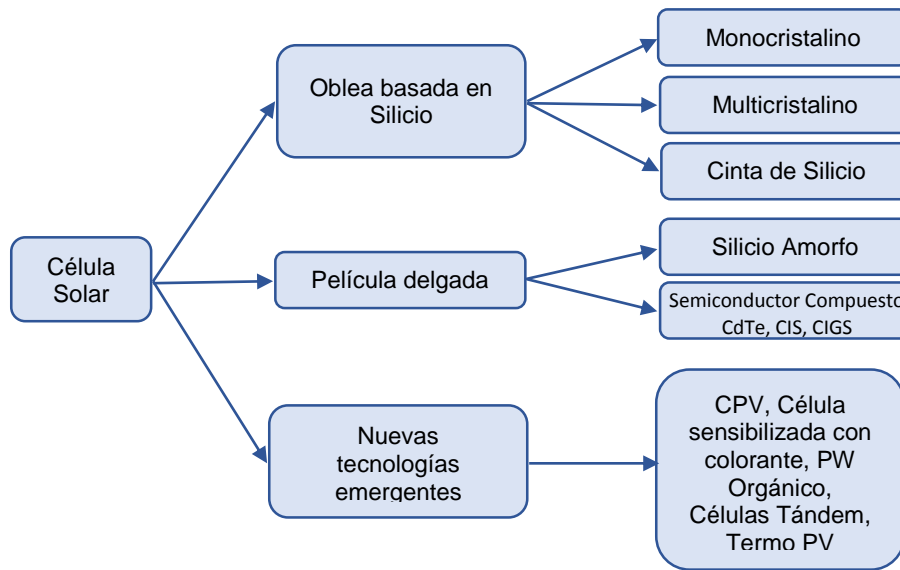 Célula
Solar
Oblea basada en
Silicio
Monocristalino
Multicristalino
Cinta de Silicio
Película delgada
Silicio Amorfo
Semiconductor Compuesto
CdTe, CIS, CIGS
Nuevas
tecnologías
emergentes
CPV, Célula
sensibilizada con
colorante, PW
Orgánico,
Células Tándem,
Termo PV